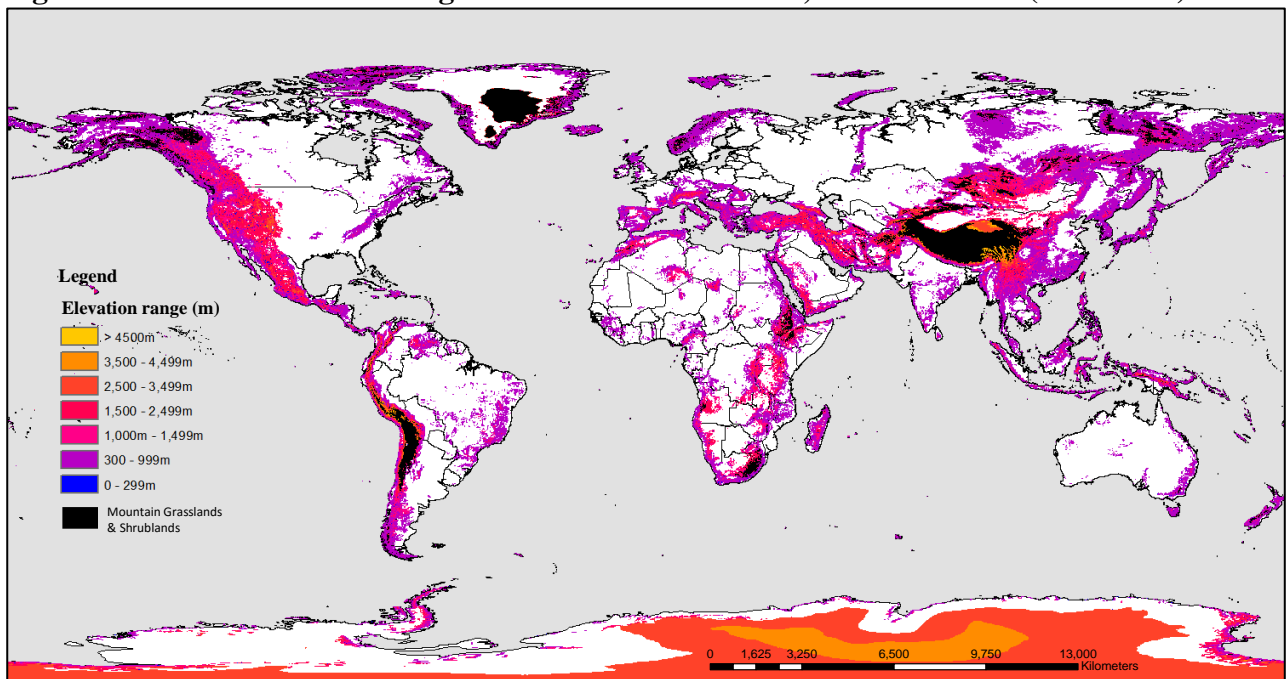 Legend
Elevation range (m)
> 4500m
3,500 - 4,499m
2,500 - 3,499m
1,500 - 2,499m
1,000m - 1,499m
300 - 999m
0 - 299m
Mountain Grasslands
& Shrublands
0 1,625 3,250 6,500 9,750 13,000
Kilometers